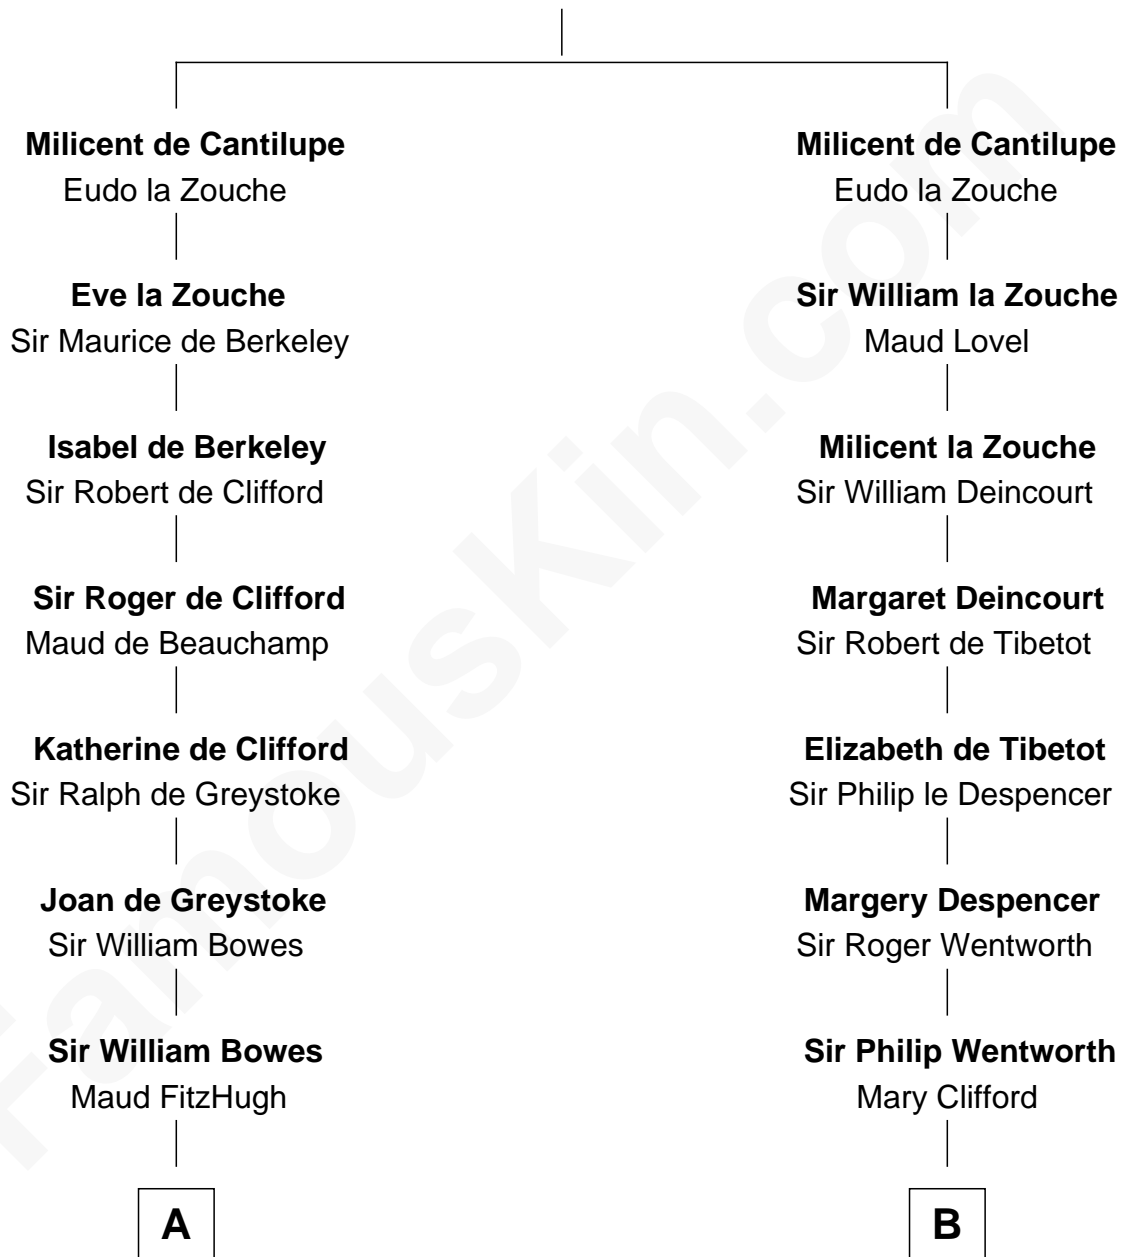 Milicent de Cantilupe
Eudo la Zouche
Eve la Zouche
Sir Maurice de Berkeley
Isabel de Berkeley
Sir Robert de Clifford
Sir Roger de Clifford
Maud de Beauchamp
Katherine de Clifford
Sir Ralph de Greystoke
Joan de Greystoke
Sir William Bowes
Sir William Bowes
Maud FitzHugh
A
Milicent de Cantilupe
Eudo la Zouche
Sir William la Zouche
Maud Lovel
Milicent la Zouche
Sir William Deincourt
Margaret Deincourt
Sir Robert de Tibetot
Elizabeth de Tibetot
Sir Philip le Despencer
Margery Despencer
Sir Roger Wentworth
Sir Philip Wentworth
Mary Clifford
B
FamousKin.com